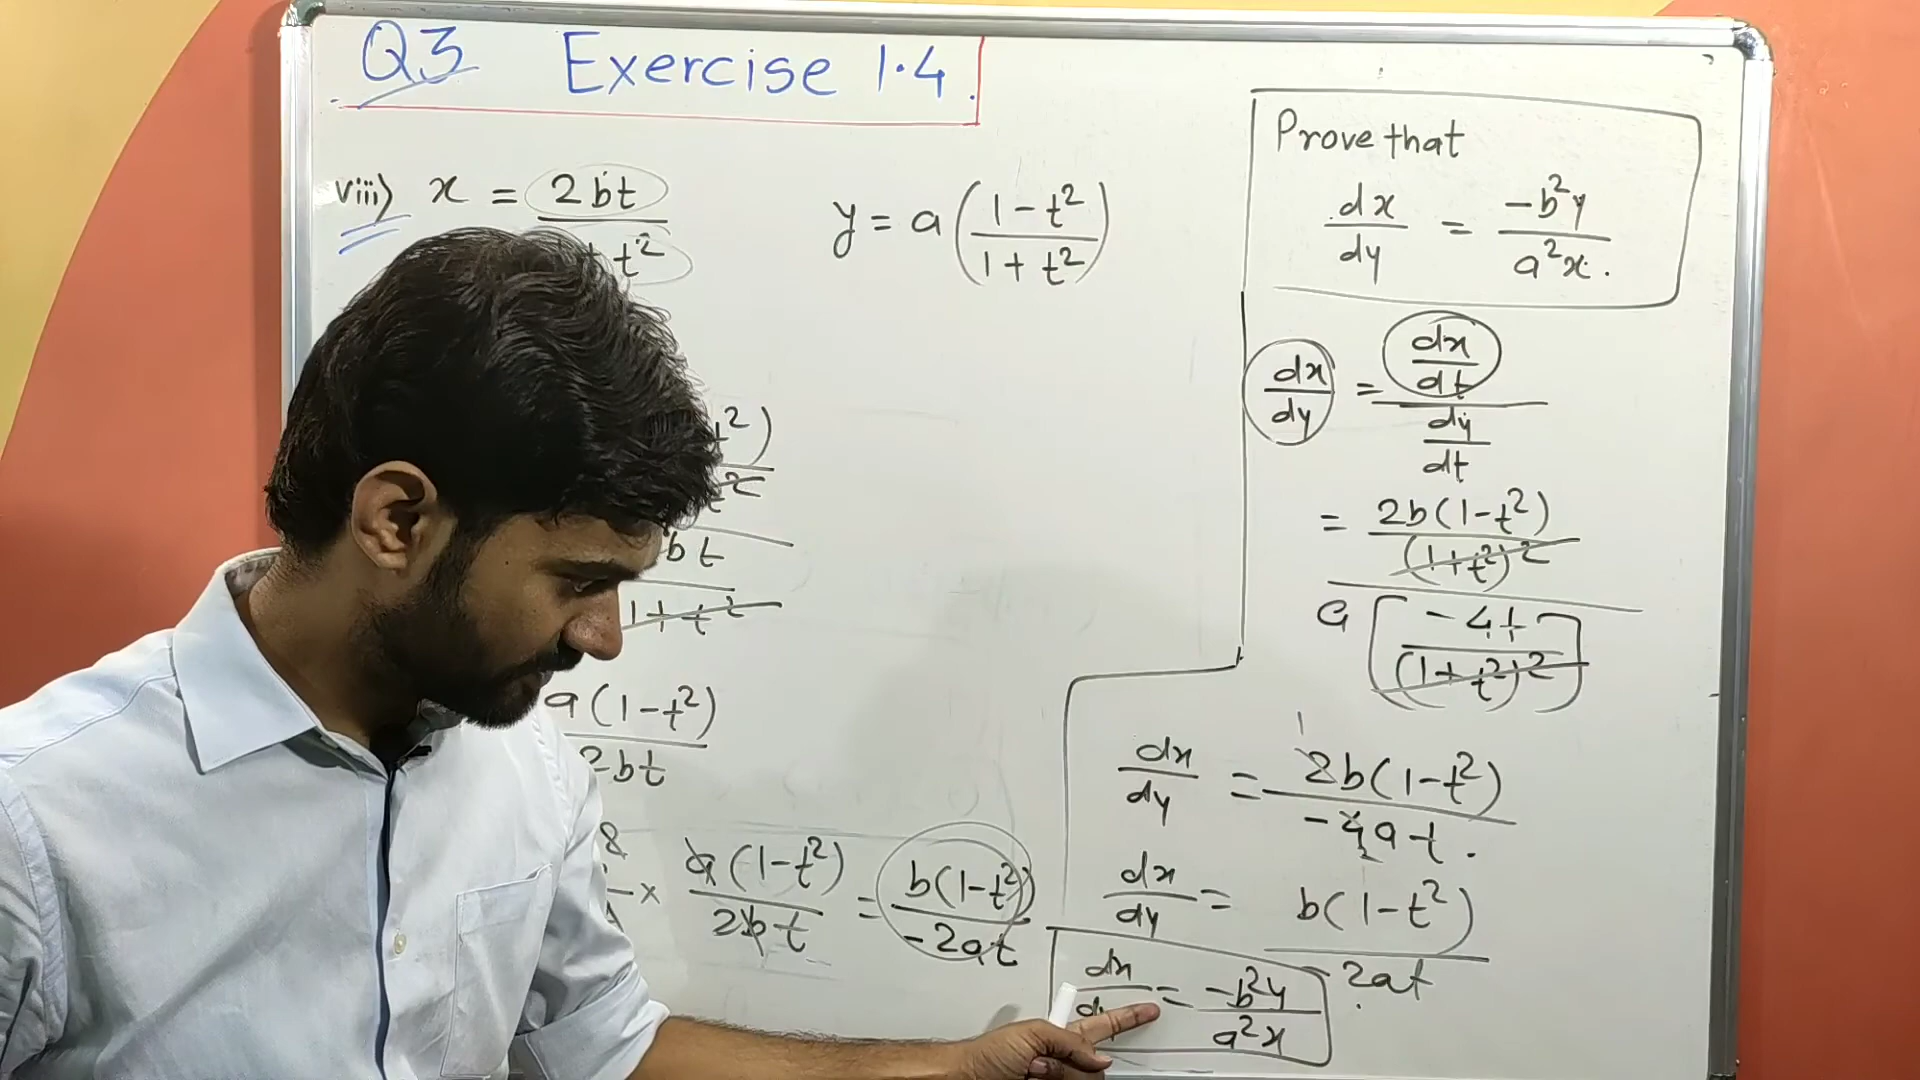 Q3 Exercise 1.4
viii) x = 2bt
t²
y = a ( 1 - t² / 1 + t² )
t² )
bt
1 + t²
a (1 - t²)
2bt
× a (1 - t²) / 2bt = b(1 - t²) / -2at
Prove that
dx/dy = -b²y / a²x .
dx/dy = dx/dt / dy/dt
= 2b(1 - t²) / (1 + t²)²
a [ -4t / (1 + t²)² ]
dx/dy = 2b(1 - t²) / -4at .
dx/dy = b(1 - t²) / -2at
dx = -b²y / a²x